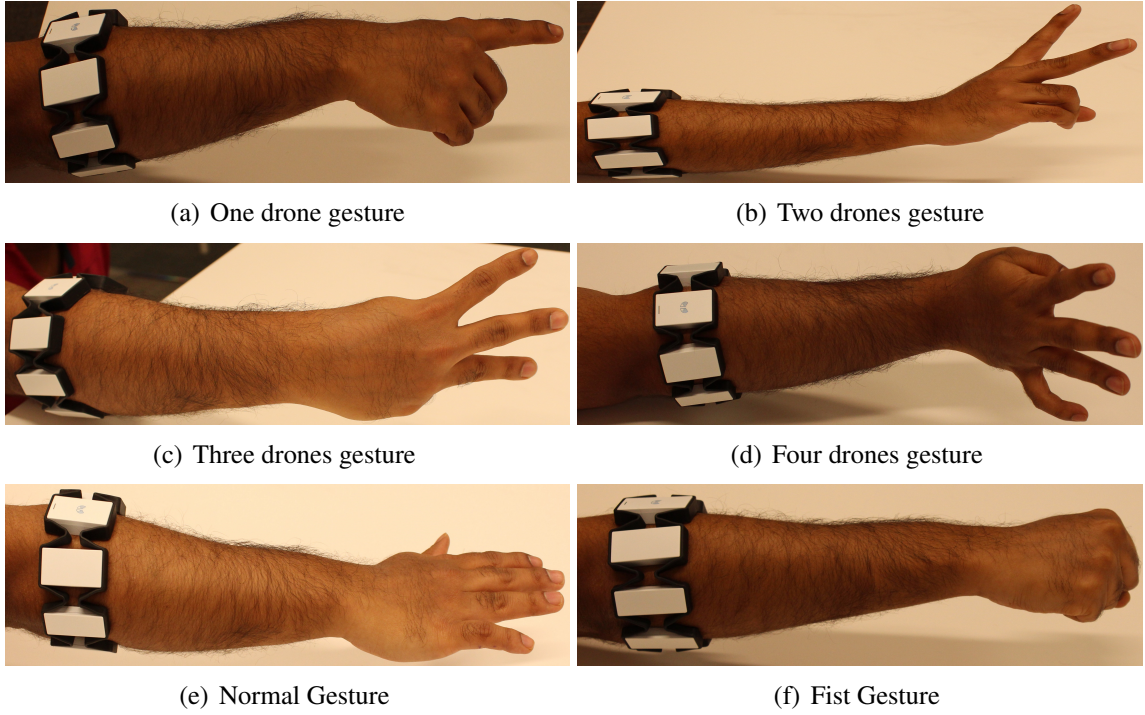 (a) One drone gesture
(b) Two drones gesture
(c) Three drones gesture
(d) Four drones gesture
(e) Normal Gesture
(f) Fist Gesture